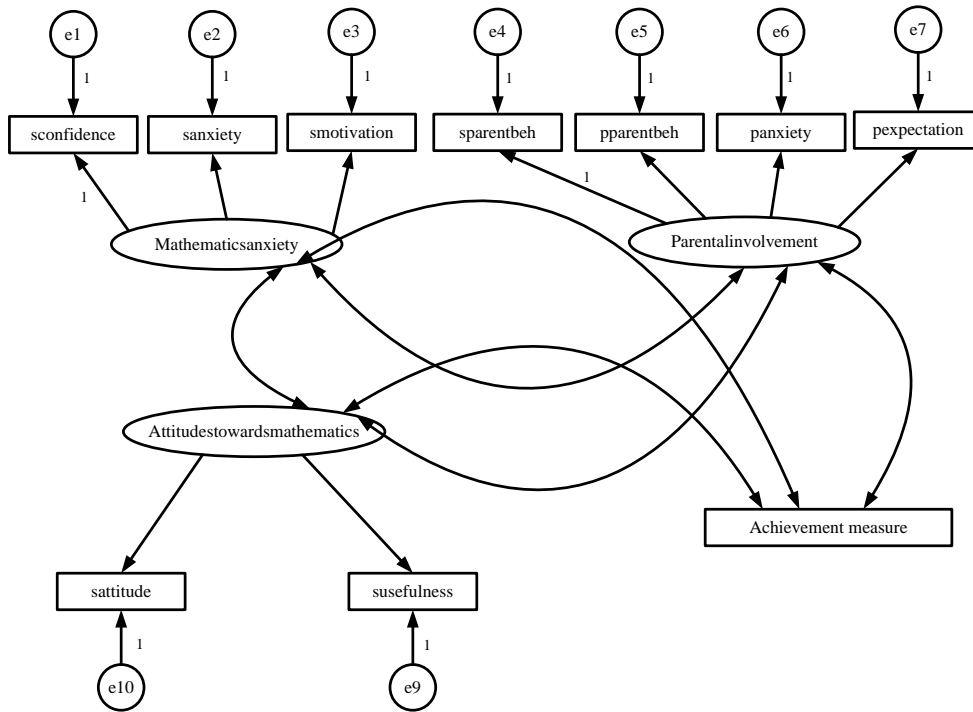 e1
e2
e3
e4
e5
e6
e7
1
1
1
1
1
1
1
sconfidence
sanxiety
smotivation
sparentbeh
pparentbeh
panxiety
pexpectation
1
1
Mathematicsanxiety
Parentalinvolvement
Attitudestowardsmathematics
Achievement measure
sattitude
susefulness
1
1
e10
e9